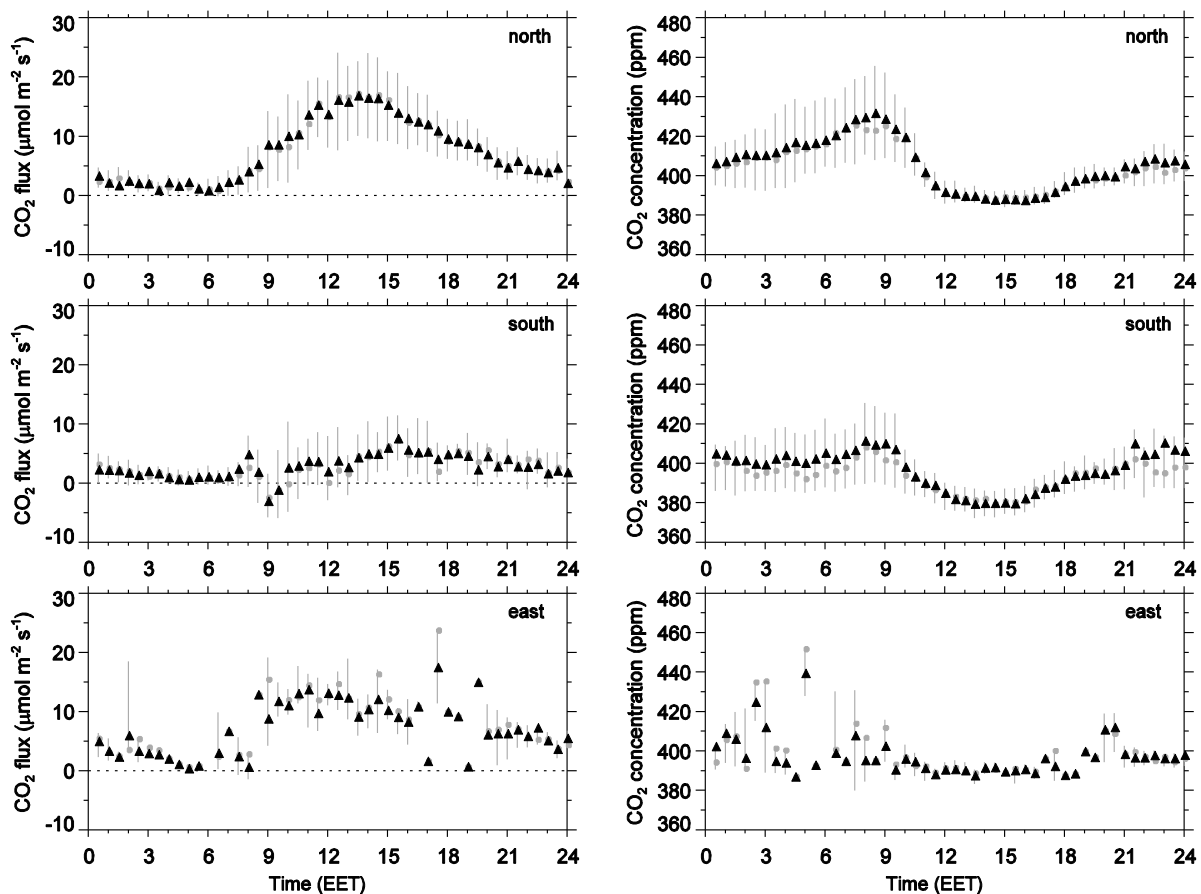 CO₂ flux (μmol m⁻² s⁻¹)
30
20
10
0
-10
north
0 3 6 9 12 15 18 21 24
CO₂ concentration (ppm)
480
460
440
420
400
380
360
north
0 3 6 9 12 15 18 21 24
CO₂ flux (μmol m⁻² s⁻¹)
30
20
10
0
-10
south
0 3 6 9 12 15 18 21 24
CO₂ concentration (ppm)
480
460
440
420
400
380
360
south
0 3 6 9 12 15 18 21 24
CO₂ flux (μmol m⁻² s⁻¹)
30
20
10
0
-10
east
0 3 6 9 12 15 18 21 24
Time (EET)
CO₂ concentration (ppm)
480
460
440
420
400
380
360
east
0 3 6 9 12 15 18 21 24
Time (EET)